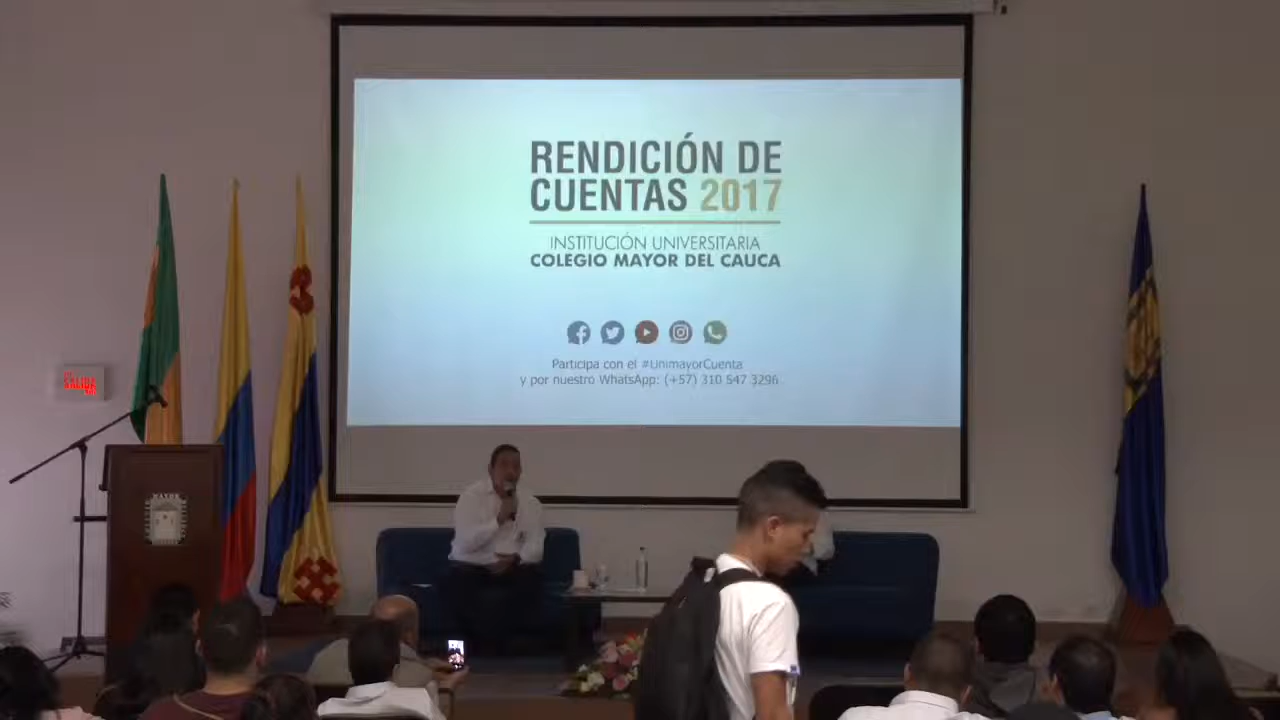 RENDICIÓN DE
CUENTAS 2017
INSTITUCIÓN UNIVERSITARIA
COLEGIO MAYOR DEL CAUCA
Participa con el #UnimayorCuenta
y por nuestro WhatsApp: (+57) 310 547 3296
SALIDA
MAYOR